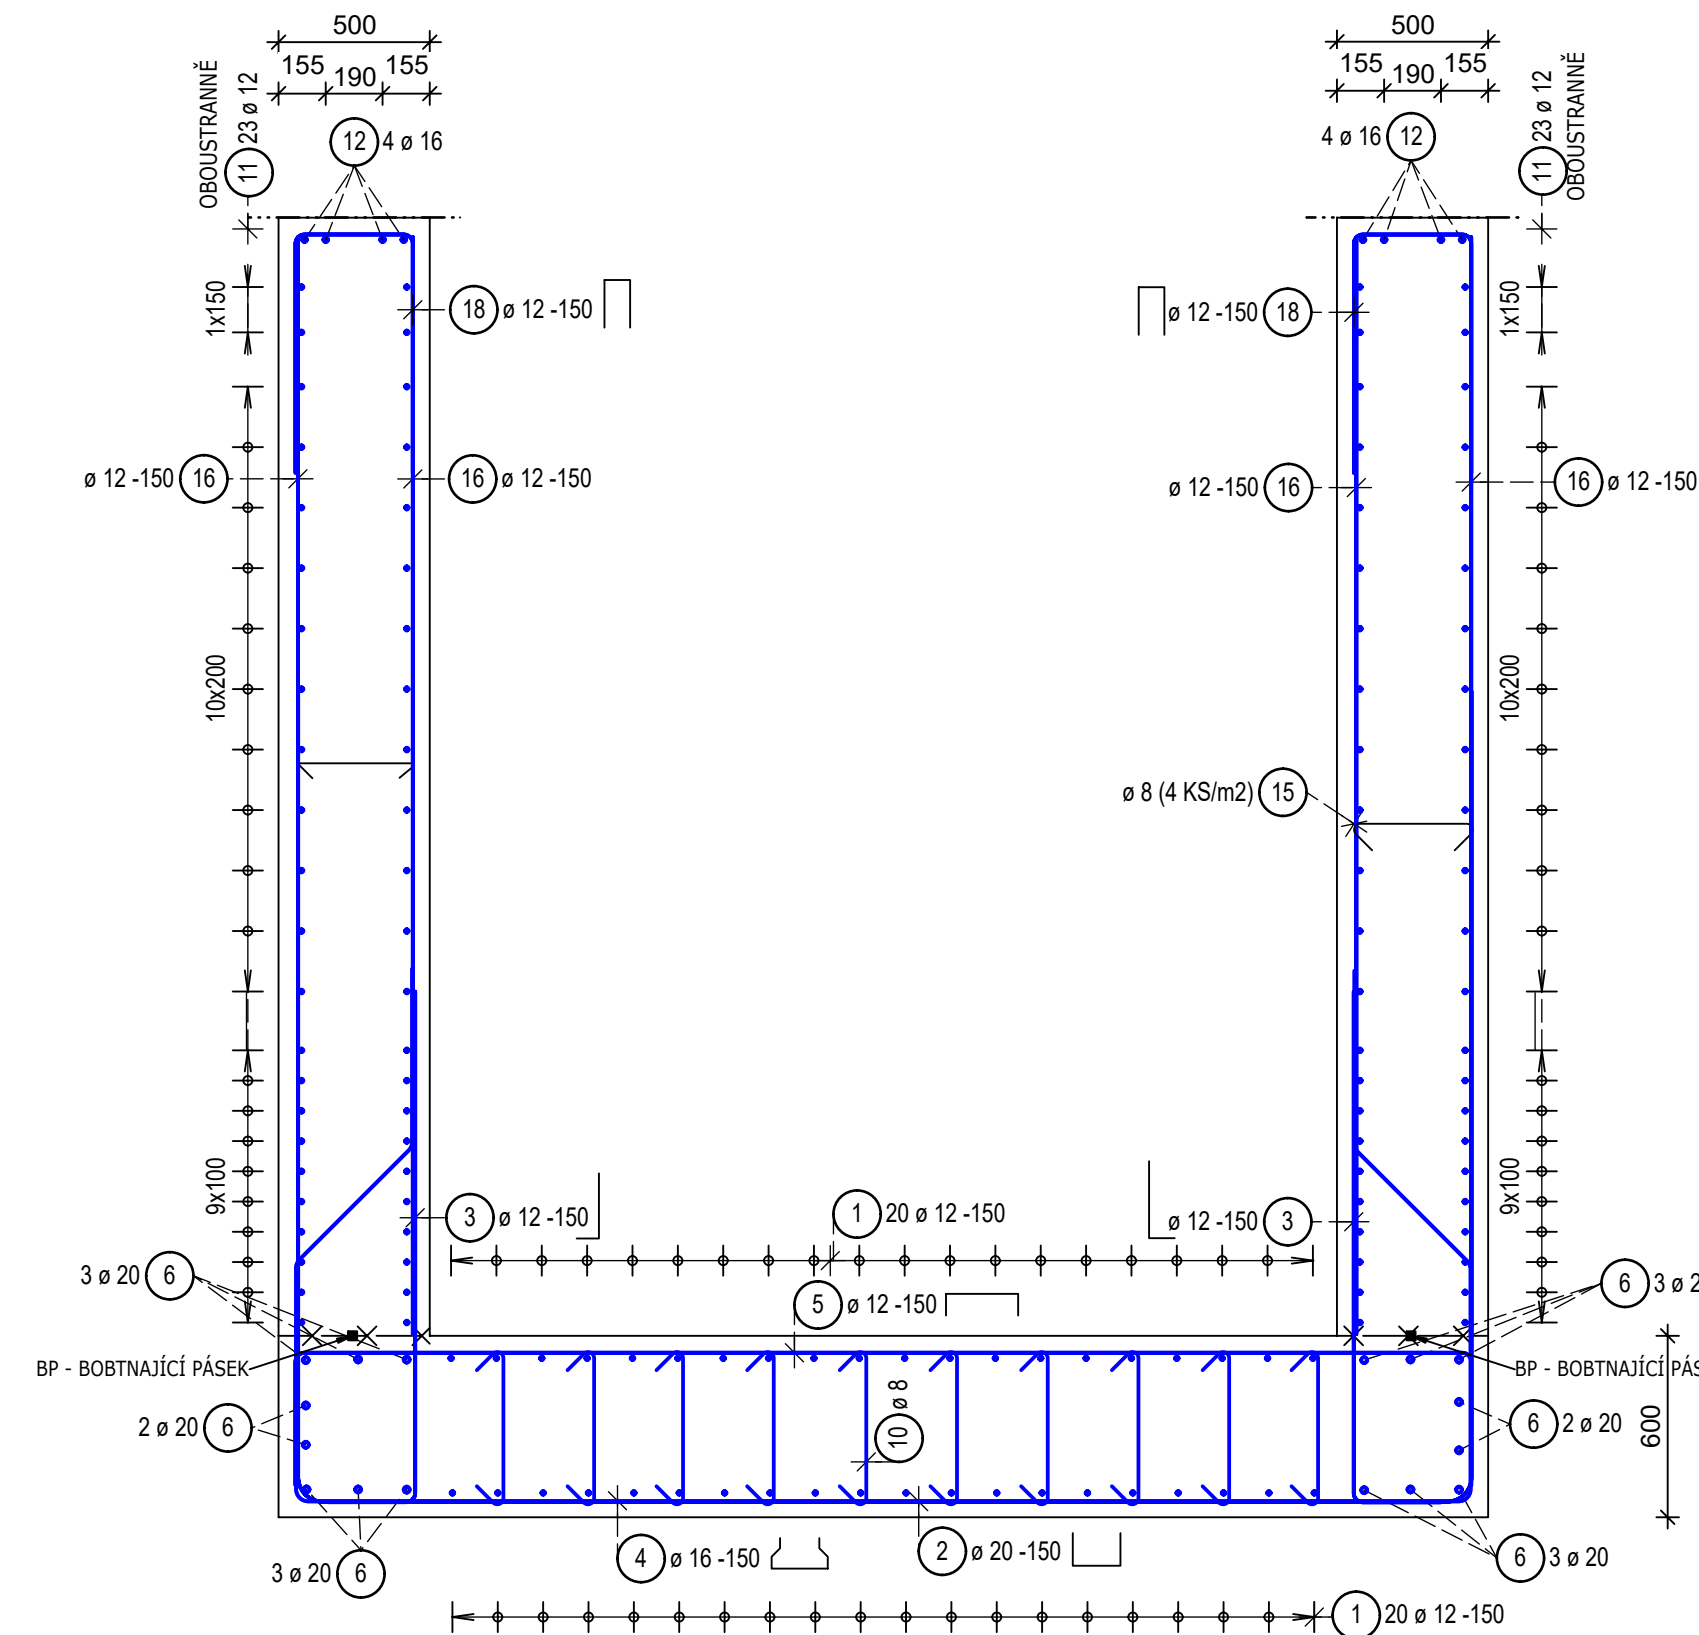 500
500
155 190 155
155 190 155
OBOUSTRANNĚ
11 23 ø 12
12 4 ø 16
4 ø 16 12
11 23 ø 12
OBOUSTRANNĚ
1x150
18 ø 12 -150
ø 12 -150 18
1x150
ø 12 -150 16
16 ø 12 -150
ø 12 -150 16
16 ø 12 -150
10x200
10x200
ø 8 (4 KS/m2) 15
9x100
9x100
3 ø 12 -150
1 20 ø 12 -150
ø 12 -150 3
3 ø 20 6
5 ø 12 -150
6 3 ø 2
BP - BOBTNAJÍCÍ PÁSEK
BP - BOBTNAJÍCÍ PÁS
2 ø 20 6
10 ø 8
6 2 ø 20
600
3 ø 20 6
4 ø 16 -150
2 ø 20 -150
6 3 ø 20
1 20 ø 12 -150